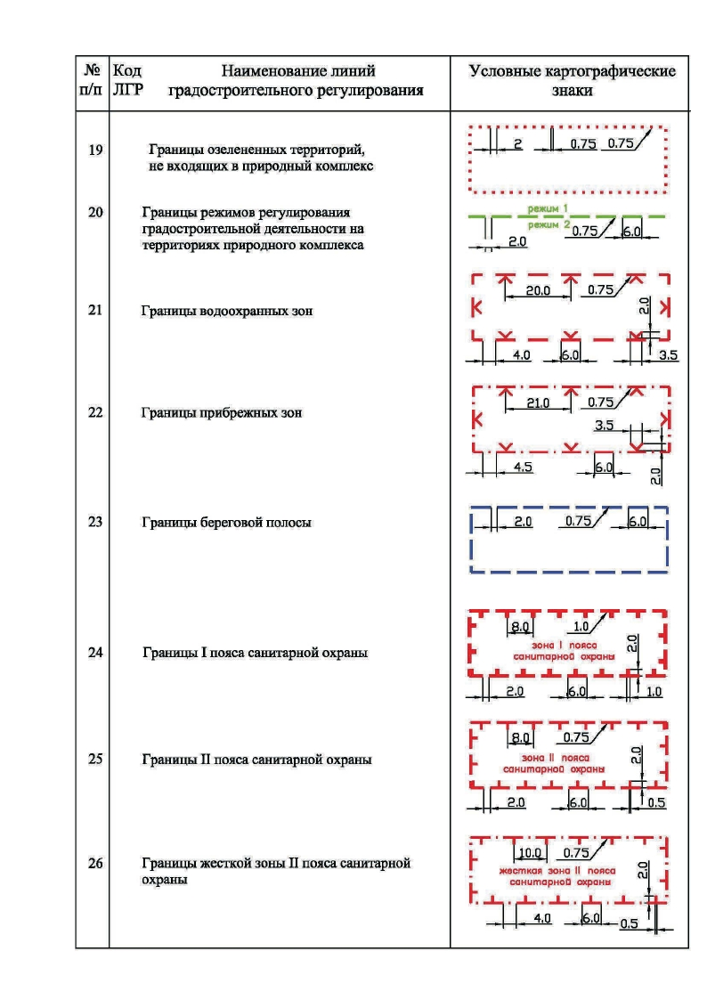 № Код Наименование линий Условные картографические
п/п ЛГР градостроительного регулирования знаки
19 Границы озелененных территорий,
не входящих в природный комплекс
2 0.75 0.75
20 Границы режимов регулирования
градостроительной деятельности на
территориях природного комплекса
режим 1
режим 2
0.75 6.0
2.0
21 Границы водоохранных зон
20.0 0.75
2.0
4.0 6.0 3.5
22 Границы прибрежных зон
21.0 0.75
3.5
4.5 6.0 2.0
23 Границы береговой полосы
2.0 0.75 6.0
24 Границы I пояса санитарной охраны
8.0 1.0
зона I пояса
санитарной охраны
2.0
2.0 6.0 1.0
25 Границы II пояса санитарной охраны
8.0 0.75
зона II пояса
санитарной охраны
2.0
2.0 6.0 0.5
26 Границы жесткой зоны II пояса санитарной
охраны
10.0 0.75
жесткая зона II пояса
санитарной охраны
2.0
4.0 6.0 0.5